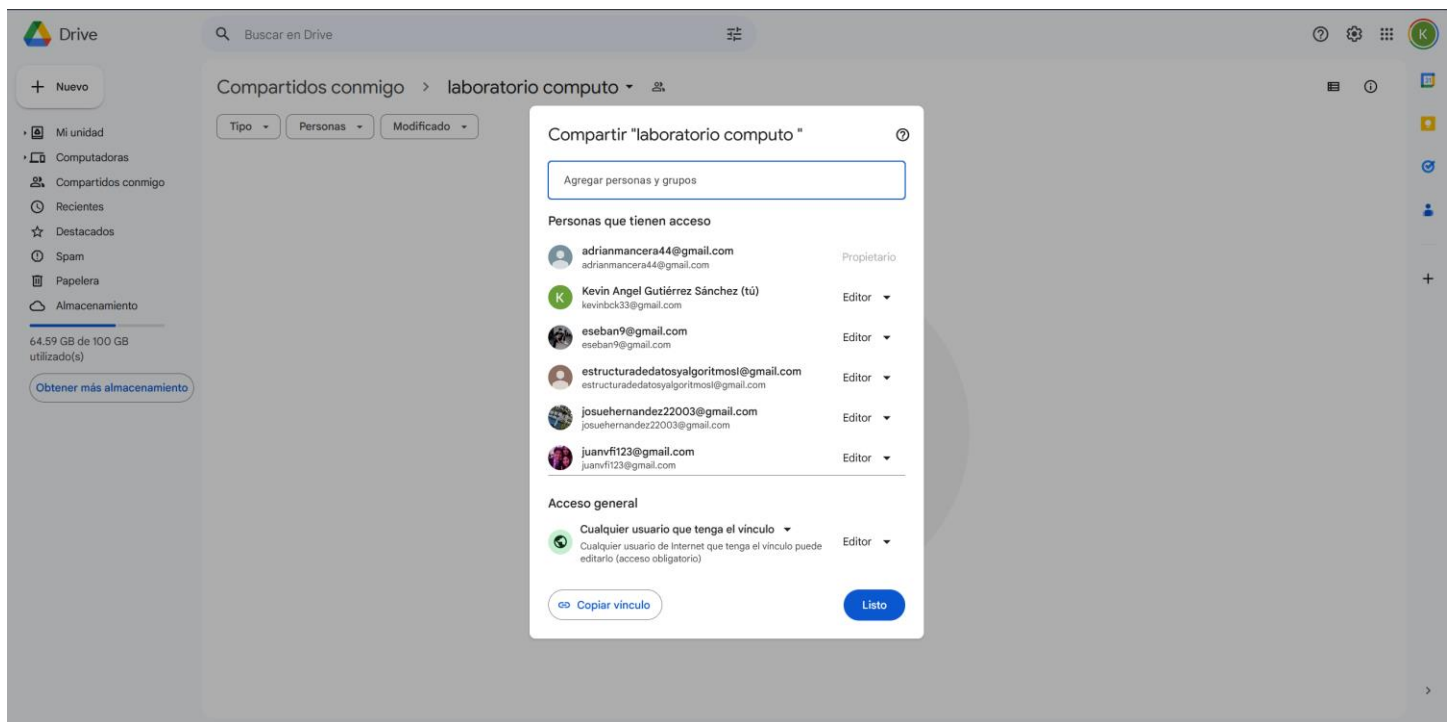 Drive
Buscar en Drive
K
Nuevo
Compartidos conmigo > laboratorio computo
Tipo
Personas
Modificado
Mi unidad
Computadoras
Compartidos conmigo
Recientes
Destacados
Spam
Papelera
Almacenamiento
64.59 GB de 100 GB
utilizado(s)
Obtener más almacenamiento
Compartir "laboratorio computo "
Agregar personas y grupos
Personas que tienen acceso
adrianmancera44@gmail.com
adrianmancera44@gmail.com
Propietario
K
Kevin Angel Gutiérrez Sánchez (tú)
kevinbck33@gmail.com
Editor
eseban9@gmail.com
eseban9@gmail.com
Editor
estructuradedatosyalgoritmosI@gmail.com
estructuradedatosyalgoritmosI@gmail.com
Editor
josuehernandez22003@gmail.com
josuehernandez22003@gmail.com
Editor
juanvfi123@gmail.com
juanvfi123@gmail.com
Editor
Acceso general
Cualquier usuario que tenga el vínculo
Cualquier usuario de Internet que tenga el vínculo puede
editarlo (acceso obligatorio)
Editor
Copiar vínculo
Listo